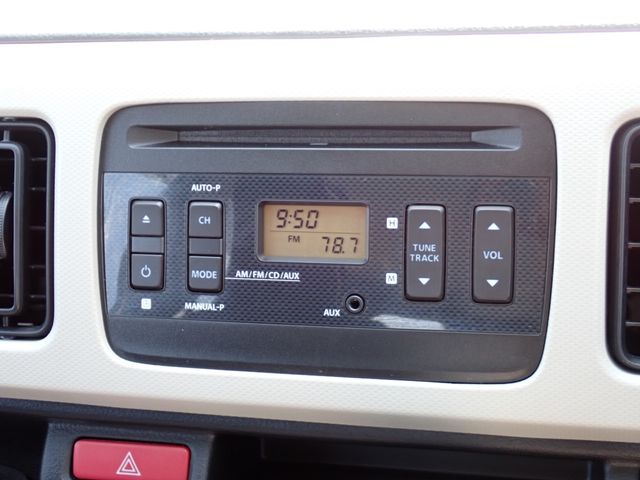 AUTO-P
CH
9:50
H
TUNE
TRACK
VOL
FM
78.7
MODE
AM/FM/CD/AUX
M
MANUAL-P
AUX